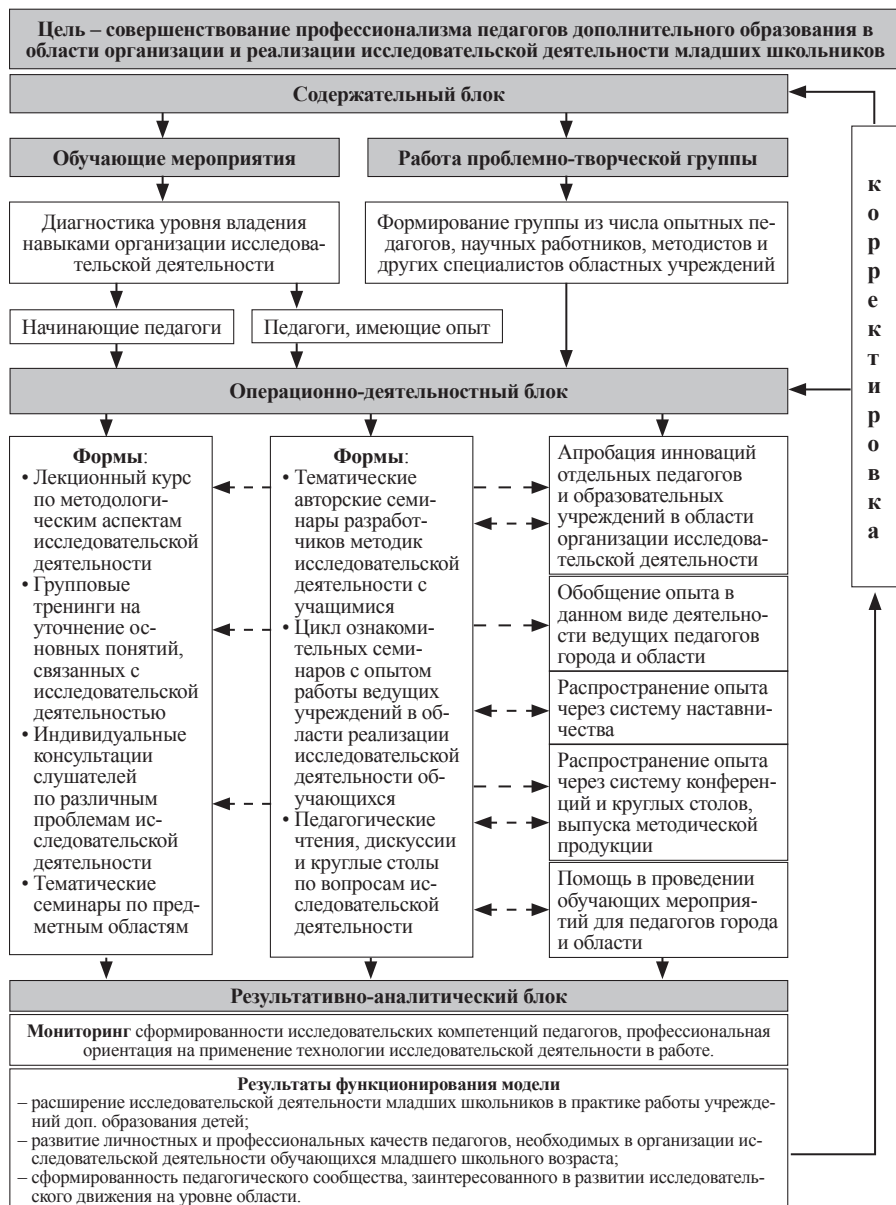 Цель – совершенствование профессионализма педагогов дополнительного образования в
области организации и реализации исследовательской деятельности младших школьников
Содержательный блок
Обучающие мероприятия
Работа проблемно-творческой группы
Диагностика уровня владения
навыками организации исследова-
тельской деятельности
Формирование группы из числа опытных пе-
дагогов, научных работников, методистов и
других специалистов областных учреждений
Начинающие педагоги
Педагоги, имеющие опыт
Операционно-деятельностный блок
Формы:
• Лекционный курс
по методологи-
ческим аспектам
исследовательской
деятельности
• Групповые
тренинги на
уточнение ос-
новных понятий,
связанных с
исследовательской
деятельностью
• Индивидуальные
консультации
слушателей
по различным
проблемам ис-
следовательской
деятельности
• Тематические
семинары по пред-
метным областям
Формы:
• Тематические
авторские семи-
нары разработ-
чиков методик
исследовательской
деятельности с
учащимися
• Цикл ознакоми-
тельных семи-
наров с опытом
работы ведущих
учреждений в об-
ласти реализации
исследовательской
деятельности об-
учающихся
• Педагогические
чтения, дискуссии
и круглые столы
по вопросам ис-
следовательской
деятельности
Апробация инноваций
отдельных педагогов
и образовательных
учреждений в области
организации исследова-
тельской деятельности
Обобщение опыта в
данном виде деятельно-
сти ведущих педагогов
города и области
Распространение опыта
через систему наставни-
чества
Распространение опыта
через систему конферен-
ций и круглых столов,
выпуска методической
продукции
Помощь в проведении
обучающих мероприя-
тий для педагогов города
и области
Результативно-аналитический блок
Мониторинг сформированности исследовательских компетенций педагогов, профессиональная
ориентация на применение технологии исследовательской деятельности в работе.
Результаты функционирования модели
– расширение исследовательской деятельности младших школьников в практике работы учрежде-
ний доп. образования детей;
– развитие личностных и профессиональных качеств педагогов, необходимых в организации ис-
следовательской деятельности обучающихся младшего школьного возраста;
– сформированность педагогического сообщества, заинтересованного в развитии исследователь-
ского движения на уровне области.
корректировка